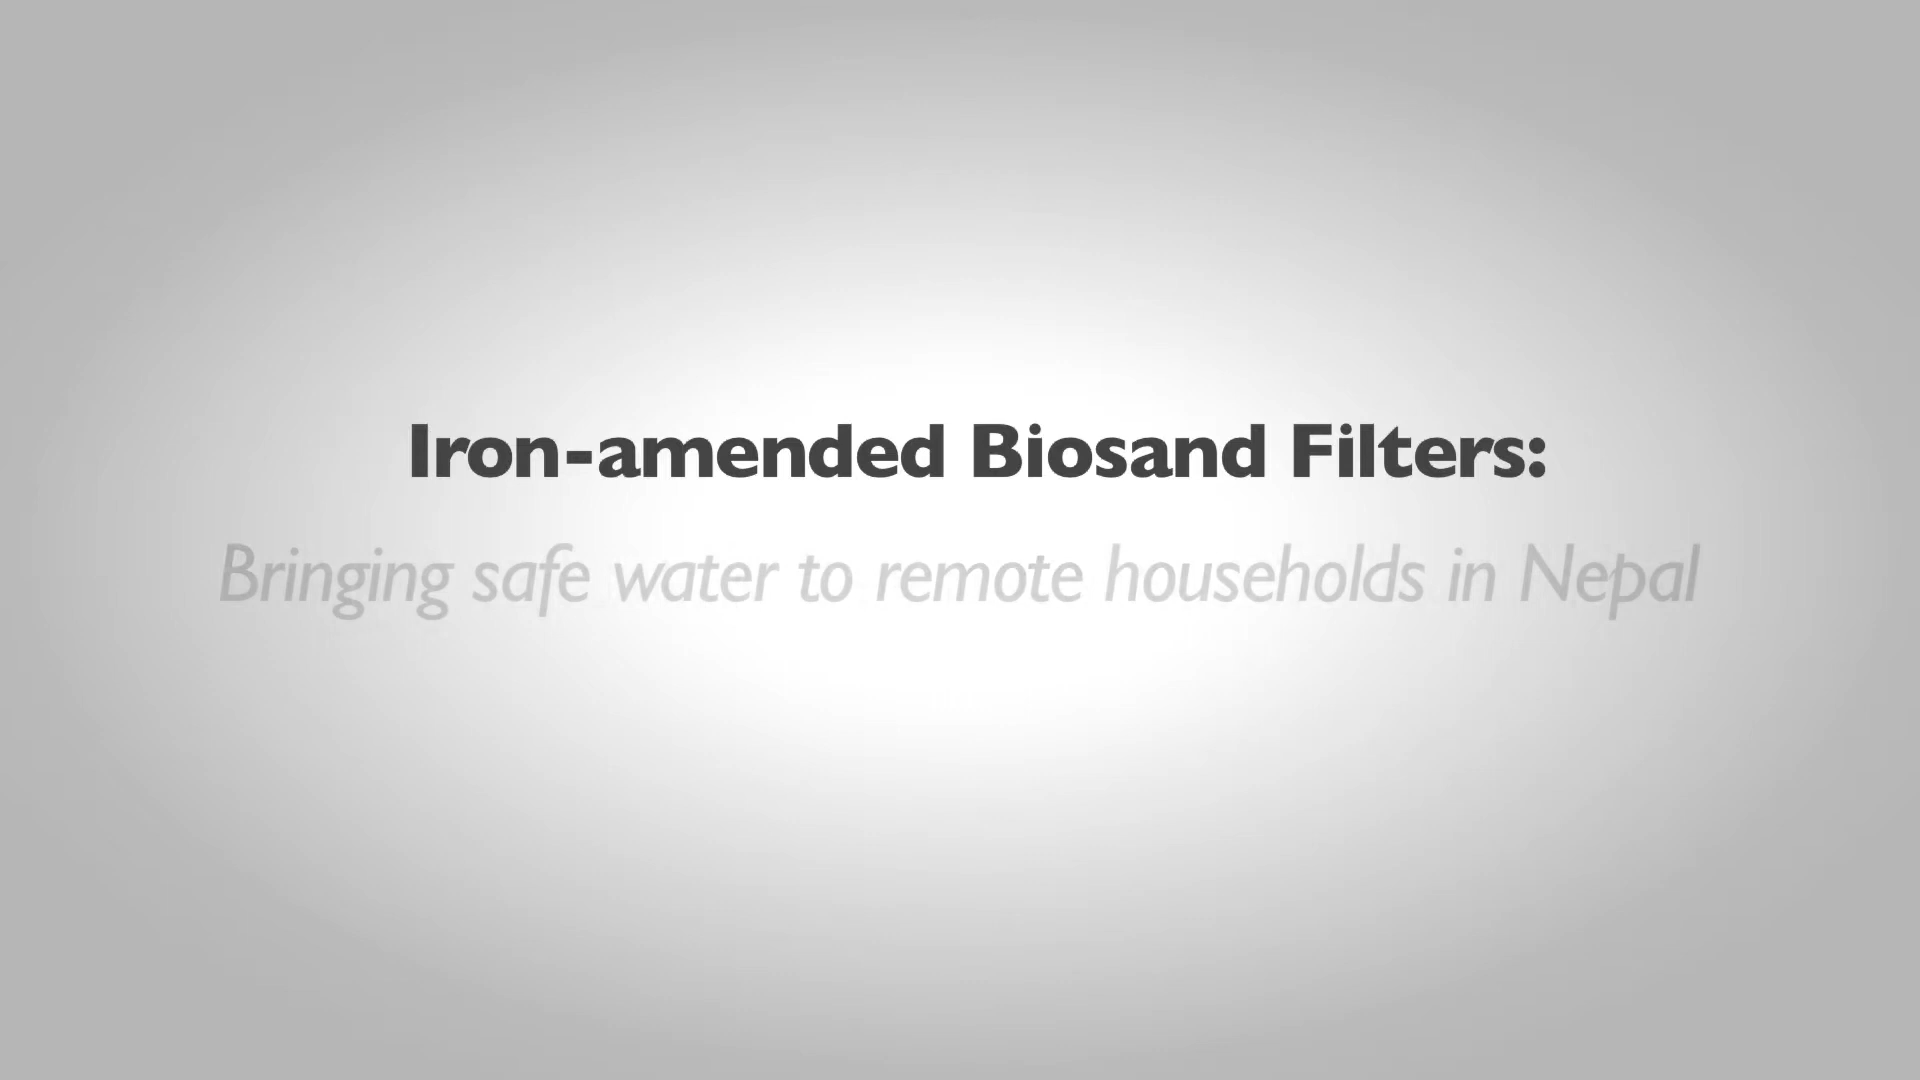 Iron-amended Biosand Filters:
Bringing safe water to remote households in Nepal